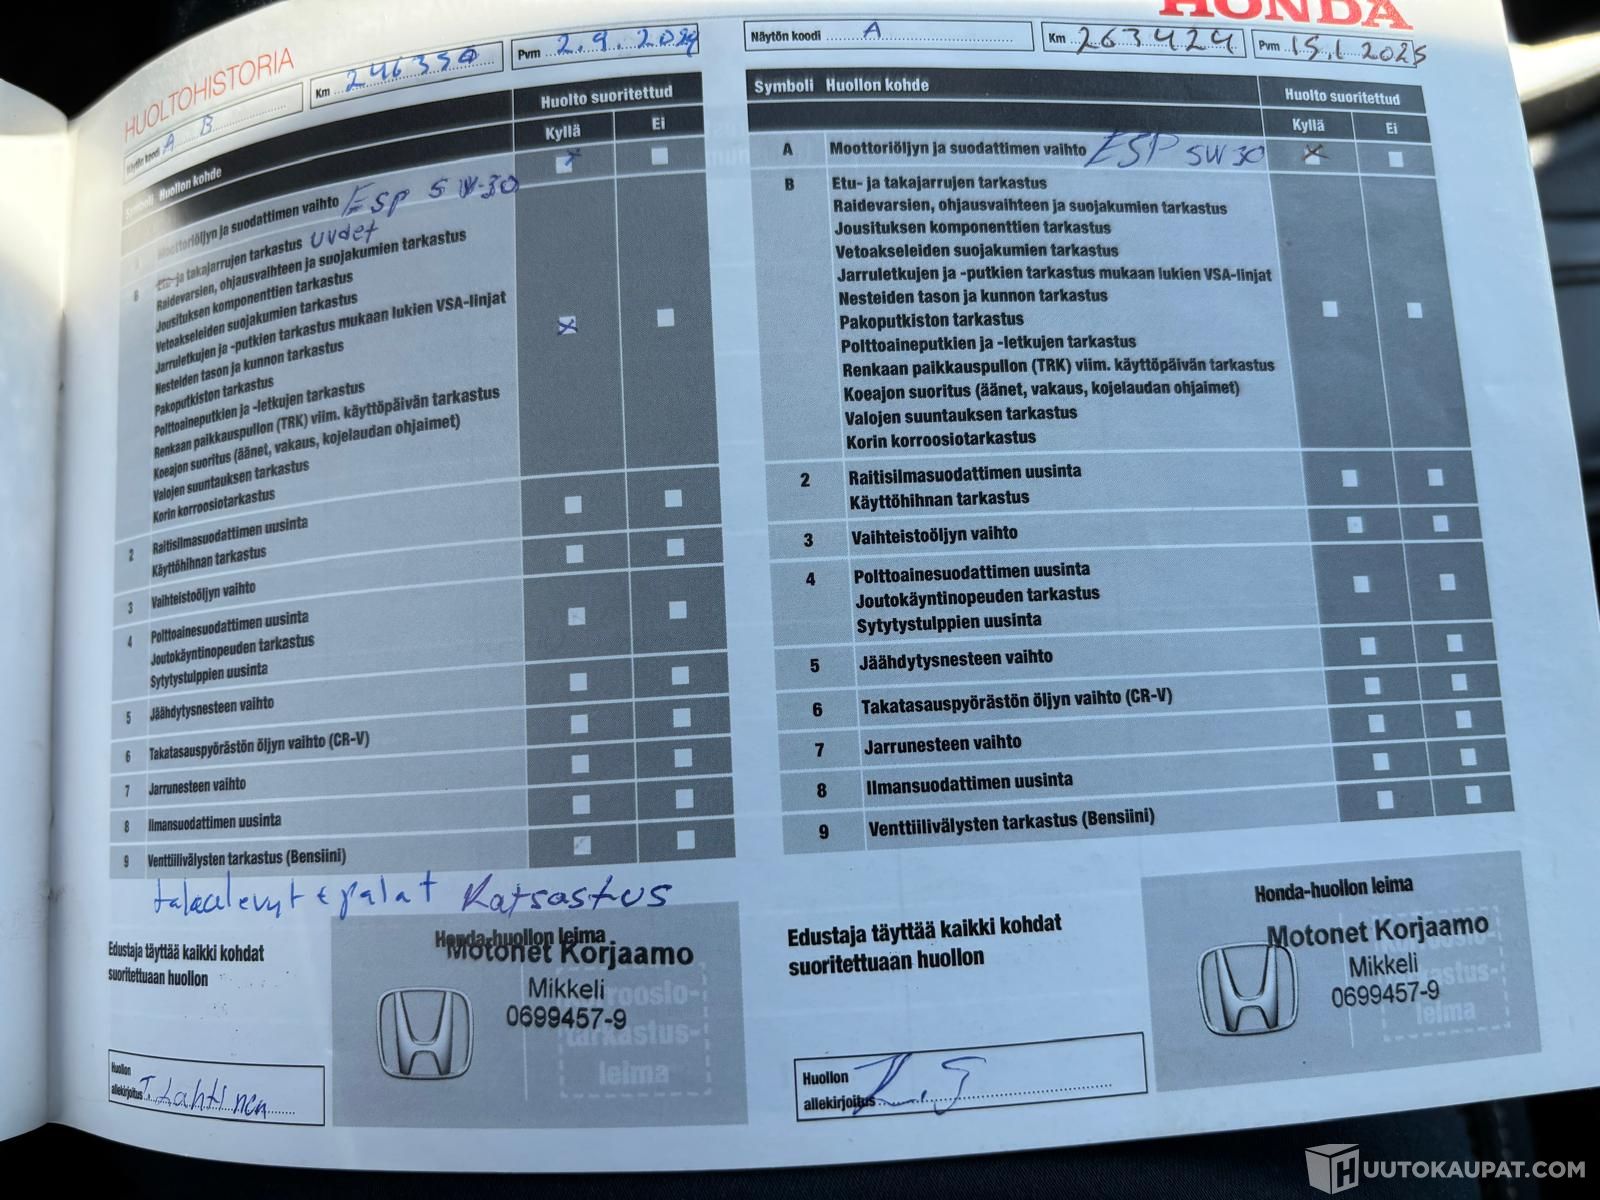 HUOLTOHISTORIA
Näytön koodi A B
Km 246350
Pvm 2.9.2024
Symboli Huollon kohde
Huolto suoritettud
Kyllä Ei
Moottoriöljyn ja suodattimen vaihto ESP 5W-30
B Etu- ja takajarrujen tarkastus uudet
Raidevarsien, ohjausvaihteen ja suojakumien tarkastus
Jousituksen komponenttien tarkastus
Vetoakseleiden suojakumien tarkastus
Jarruletkujen ja -putkien tarkastus mukaan lukien VSA-linjat
Nesteiden tason ja kunnon tarkastus
Pakoputkiston tarkastus
Polttoaineputkien ja -letkujen tarkastus
Renkaan paikkauspullon (TRK) viim. käyttöpäivän tarkastus
Koeajon suoritus (äänet, vakaus, kojelaudan ohjaimet)
Valojen suuntauksen tarkastus
Korin korroosiotarkastus
2 Raitisilmasuodattimen uusinta
Käyttöhihnan tarkastus
3 Vaihteistoöljyn vaihto
4 Polttoainesuodattimen uusinta
Joutokäyntinopeuden tarkastus
Sytytystulppien uusinta
5 Jäähdytysnesteen vaihto
6 Takatasauspyörästön öljyn vaihto (CR-V)
7 Jarrunesteen vaihto
8 Ilmansuodattimen uusinta
9 Venttiilivälysten tarkastus (Bensiini)
takalevyt + palat Katsastus
Edustaja täyttää kaikki kohdat
suoritettuaan huollon
Honda-huollon leima
Motonet Korjaamo
Mikkeli
0699457-9
Huollon
allekirjoitus T. Lahtinen
HONDA
Näytön koodi A
Km 263424
Pvm 15.1 2025
Symboli Huollon kohde
Huolto suoritettud
Kyllä Ei
A Moottoriöljyn ja suodattimen vaihto ESP 5W30
B Etu- ja takajarrujen tarkastus
Raidevarsien, ohjausvaihteen ja suojakumien tarkastus
Jousituksen komponenttien tarkastus
Vetoakseleiden suojakumien tarkastus
Jarruletkujen ja -putkien tarkastus mukaan lukien VSA-linjat
Nesteiden tason ja kunnon tarkastus
Pakoputkiston tarkastus
Polttoaineputkien ja -letkujen tarkastus
Renkaan paikkauspullon (TRK) viim. käyttöpäivän tarkastus
Koeajon suoritus (äänet, vakaus, kojelaudan ohjaimet)
Valojen suuntauksen tarkastus
Korin korroosiotarkastus
2 Raitisilmasuodattimen uusinta
Käyttöhihnan tarkastus
3 Vaihteistoöljyn vaihto
4 Polttoainesuodattimen uusinta
Joutokäyntinopeuden tarkastus
Sytytystulppien uusinta
5 Jäähdytysnesteen vaihto
6 Takatasauspyörästön öljyn vaihto (CR-V)
7 Jarrunesteen vaihto
8 Ilmansuodattimen uusinta
9 Venttiilivälysten tarkastus (Bensiini)
Edustaja täyttää kaikki kohdat
suoritettuaan huollon
Honda-huollon leima
Motonet Korjaamo
Mikkeli
0699457-9
Huollon
allekirjoitus
HUUTOKAUPAT.COM